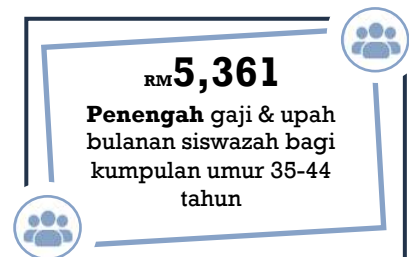 RM5,361
Penengah gaji & upah
bulanan siswazah bagi
kumpulan umur 35-44
tahun